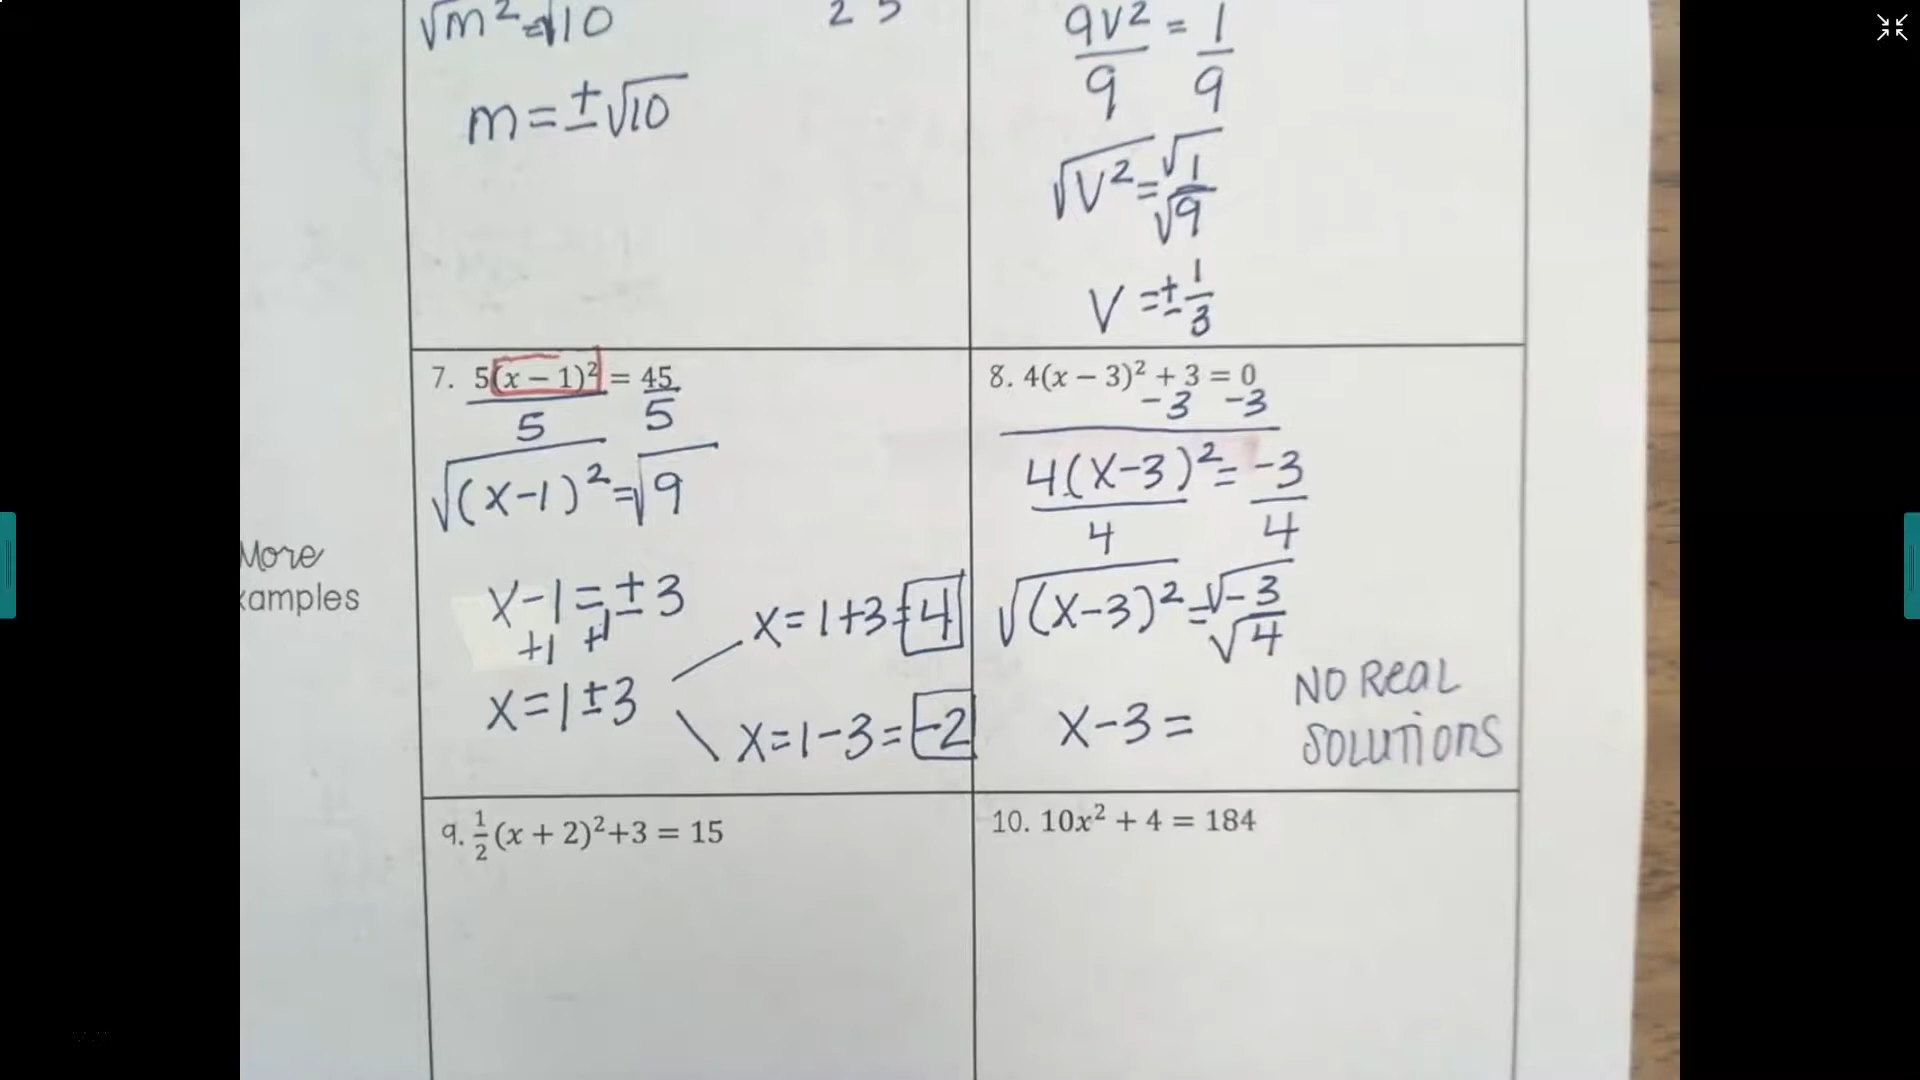 √m² = √10
m = ±√10
2 5
9v² = 1
9 9
√v² = √1
√9
v = ± 1/3
7. 5(x − 1)² = 45
5 5
√(x-1)² = √9
x-1 = ±3
+1 +1
x = 1 ± 3
x = 1+3 = 4
x = 1-3 = -2
8. 4(x − 3)² + 3 = 0
-3 -3
4(x-3)² = -3
4 4
√(x-3)² = √-3
√4
x-3 =
NO Real
SOLUTIONS
More
xamples
9. 1/2 (x + 2)²+3 = 15
10. 10x² + 4 = 184